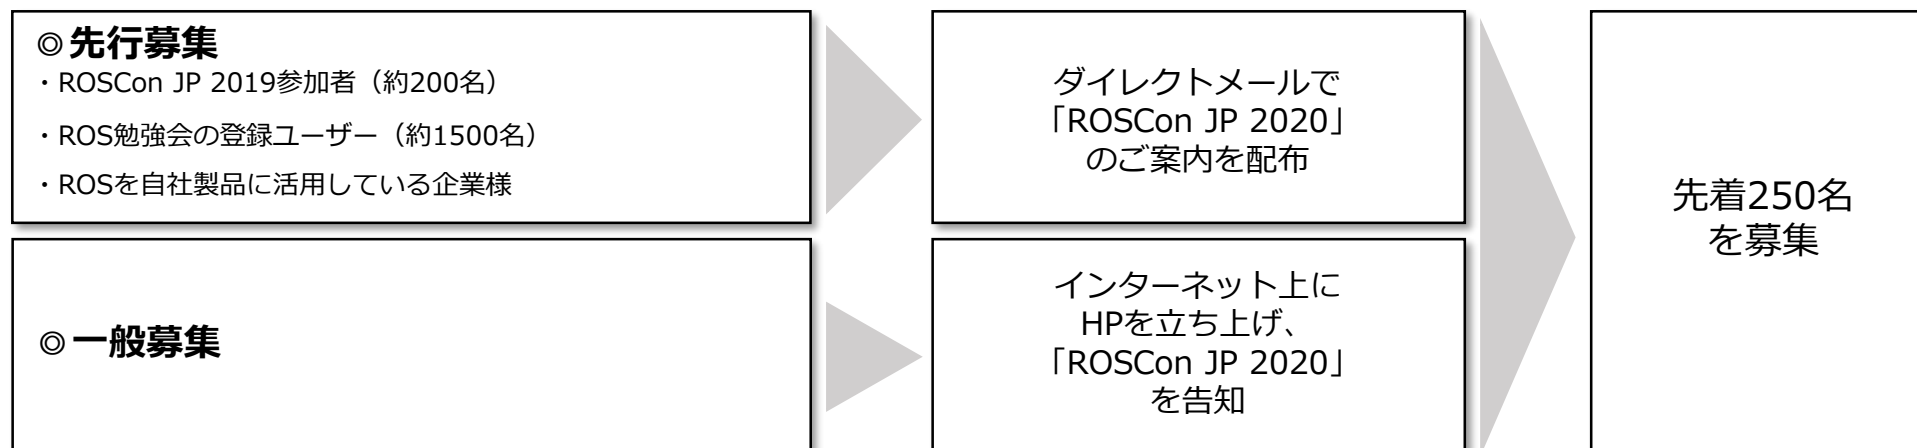 ◎先行募集
・ROSCon JP 2019参加者（約200名）
・ROS勉強会の登録ユーザー（約1500名）
・ROSを自社製品に活用している企業様
ダイレクトメールで
「ROSCon JP 2020」
のご案内を配布
◎一般募集
インターネット上に
HPを立ち上げ、
「ROSCon JP 2020」
を告知
先着250名
を募集